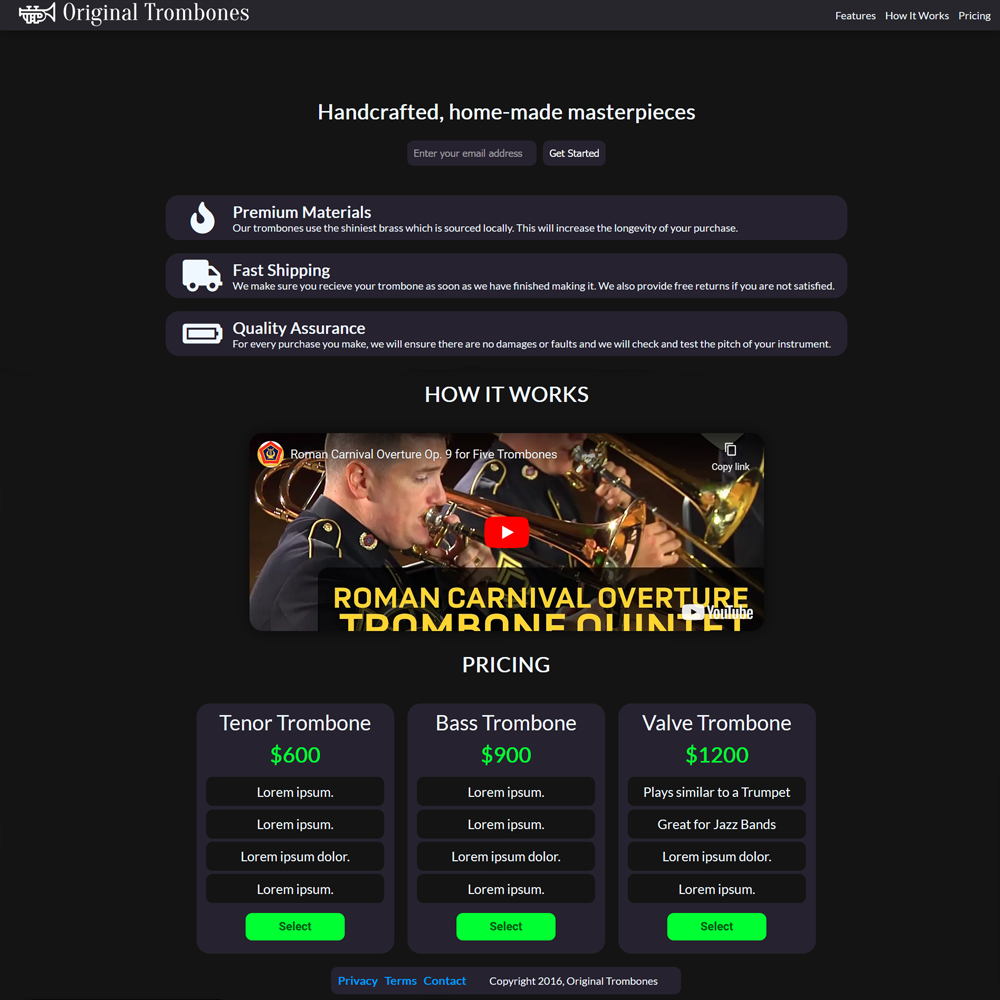 Original Trombones
Features How It Works Pricing
Handcrafted, home-made masterpieces
Enter your email address Get Started
Premium Materials
Our trombones use the shiniest brass which is sourced locally. This will increase the longevity of your purchase.
Fast Shipping
We make sure you recieve your trombone as soon as we have finished making it. We also provide free returns if you are not satisfied.
Quality Assurance
For every purchase you make, we will ensure there are no damages or faults and we will check and test the pitch of your instrument.
HOW IT WORKS
Roman Carnival Overture Op. 9 for Five Trombones
Copy link
ROMAN CARNIVAL OVERTURE
TROMBONE QUINTET
YouTube
PRICING
Tenor Trombone
$600
Lorem ipsum.
Lorem ipsum.
Lorem ipsum dolor.
Lorem ipsum.
Select
Bass Trombone
$900
Lorem ipsum.
Lorem ipsum.
Lorem ipsum dolor.
Lorem ipsum.
Select
Valve Trombone
$1200
Plays similar to a Trumpet
Great for Jazz Bands
Lorem ipsum dolor.
Lorem ipsum.
Select
Privacy Terms Contact Copyright 2016, Original Trombones